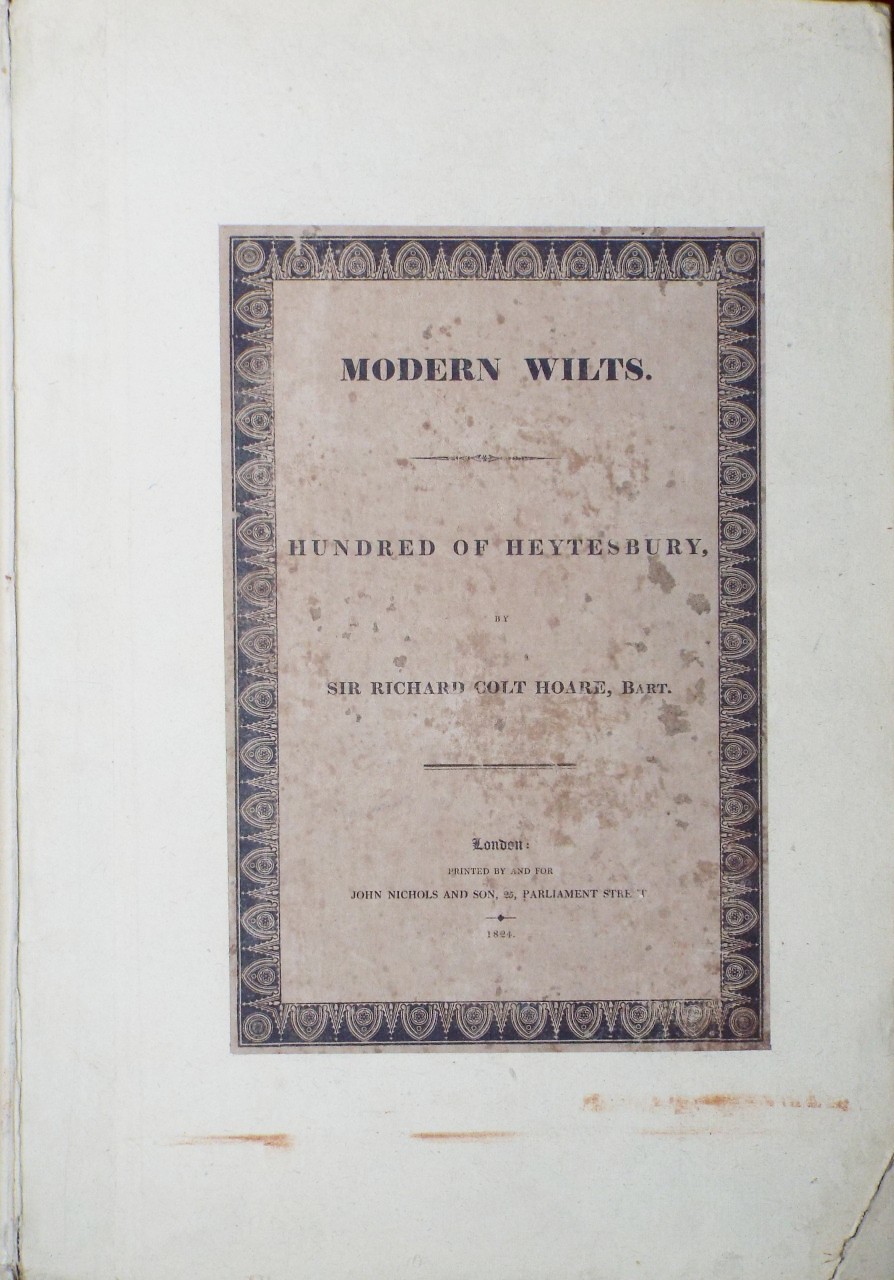 MODERN WILTS.
HUNDRED OF HEYTESBURY,
BY
SIR RICHARD COLT HOARE, BART.
London:
PRINTED BY AND FOR
JOHN NICHOLS AND SON, 25, PARLIAMENT STREET
1824.